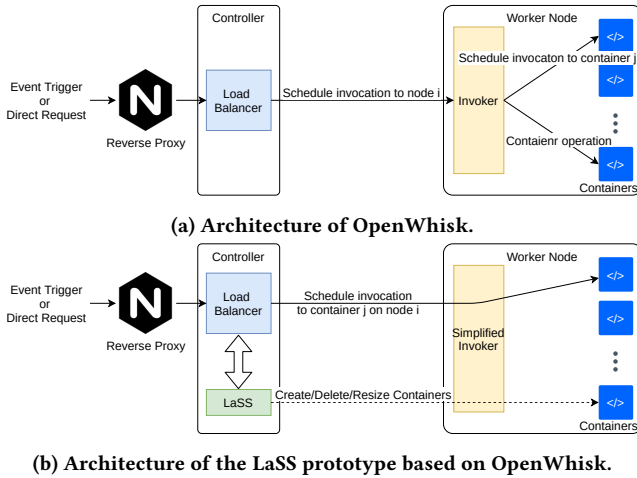 Controller
Worker Node
</>
Event Trigger
or
Direct Request
N
Reverse Proxy
Load
Balancer
Schedule invocation to node i
Invoker
Schedule invocaton to container j
</>
Contaienr operation
</>
Containers
(a) Architecture of OpenWhisk.
Controller
Worker Node
Event Trigger
or
Direct Request
N
Reverse Proxy
Load
Balancer
Schedule invocation
to container j on node i
Simplified
Invoker
</>
</>
LaSS
Create/Delete/Resize Containers
</>
Containers
(b) Architecture of the LaSS prototype based on OpenWhisk.